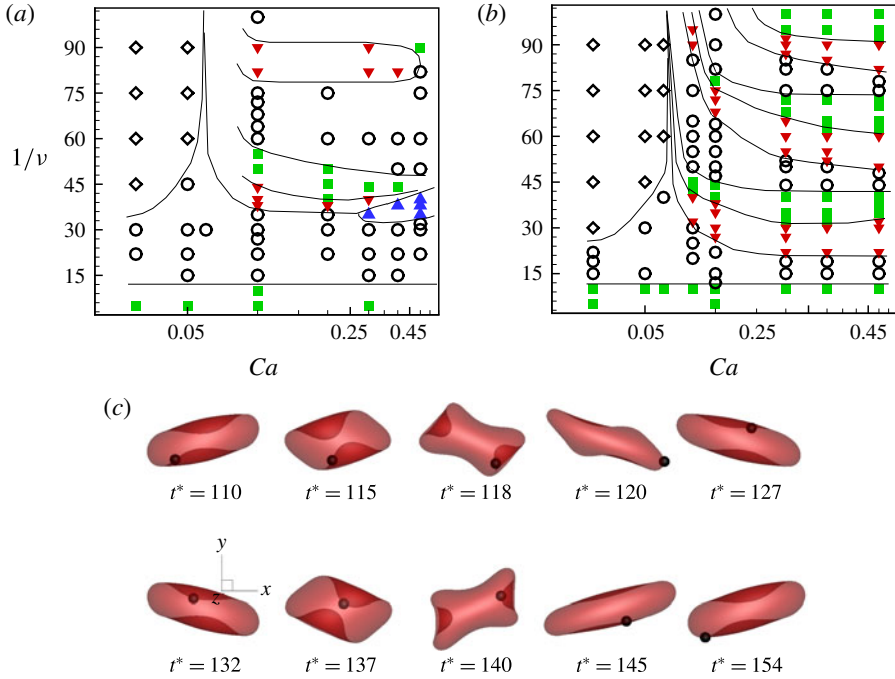 (a)
(b)
90
75
60
1/ν
45
30
15
0.05
0.25
0.45
Ca
90
75
60
45
30
15
0.05
0.25
0.45
Ca
(c)
t* = 110
t* = 115
t* = 118
t* = 120
t* = 127
y
x
z
t* = 132
t* = 137
t* = 140
t* = 145
t* = 154